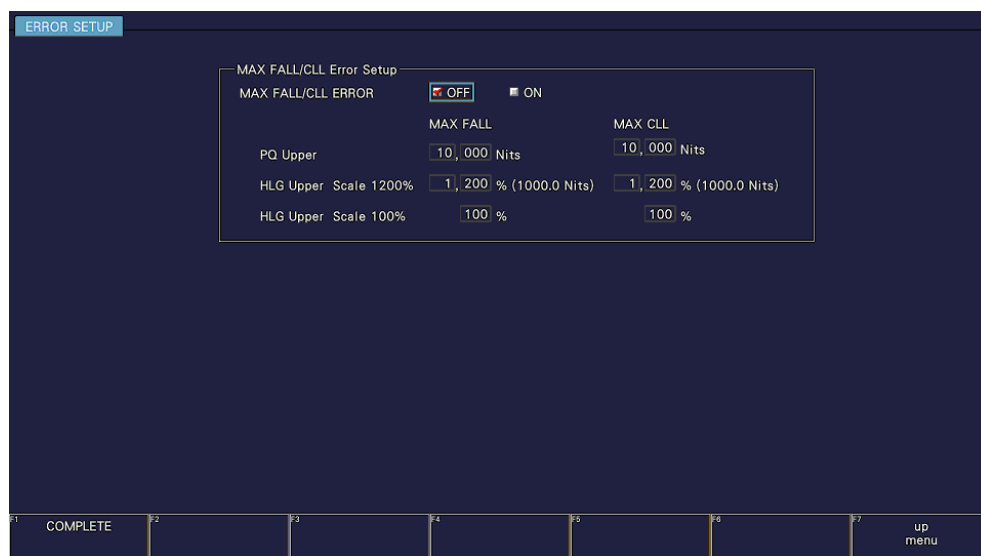 ERROR SETUP
MAX FALL/CLL Error Setup
MAX FALL/CLL ERROR OFF ON
MAX FALL MAX CLL
PQ Upper 10,000 Nits 10,000 Nits
HLG Upper Scale 1200% 1,200 % (1000.0 Nits) 1,200 % (1000.0 Nits)
HLG Upper Scale 100% 100 % 100 %
F1 COMPLETE F2 F3 F4 F5 F6 F7 up
menu